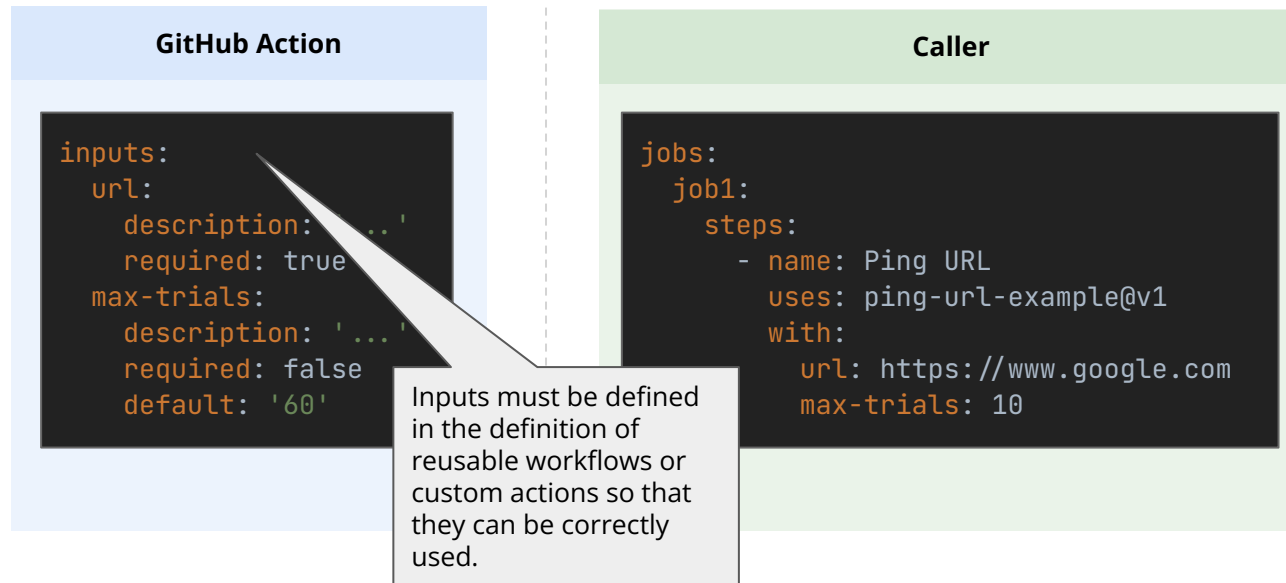 GitHub Action
inputs:
url:
description: '...'
required: true
max-trials:
description: '...'
required: false
default: '60'
Inputs must be defined
in the definition of
reusable workflows or
custom actions so that
they can be correctly
used.
Caller
jobs:
job1:
steps:
- name: Ping URL
uses: ping-url-example@v1
with:
url: https://www.google.com
max-trials: 10